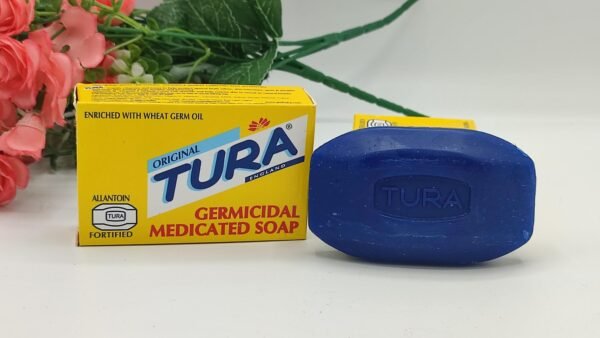 ENRICHED WITH WHEAT GERM OIL
ORIGINAL
TURA®
ENGLAND
ALLANTOIN
TURA
FORTIFIED
GERMICIDAL
MEDICATED SOAP
TURA